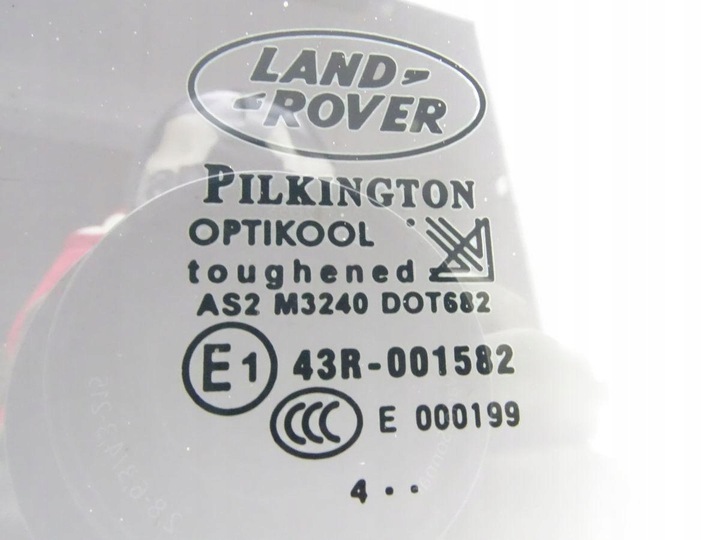 LAND
ROVER
PILKINGTON
OPTIKOOL
toughened
AS2 M3240 DOT682
E1 43R-001582
CCC E 000199
4 ..